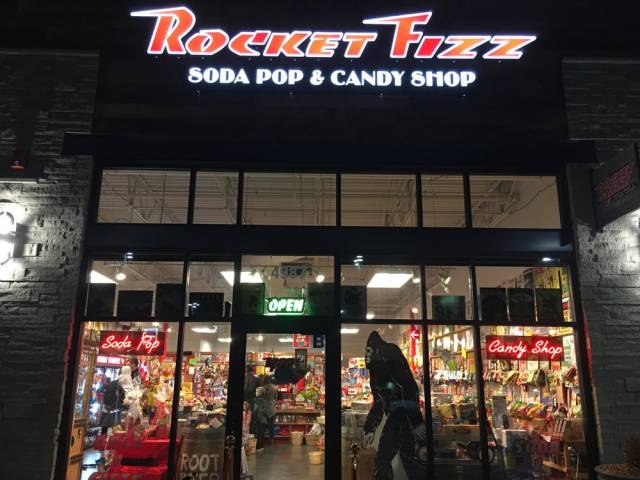 ROCKET FIZZ
SODA POP & CANDY SHOP
OPEN
Soda Pop
Candy Shop
ROOT